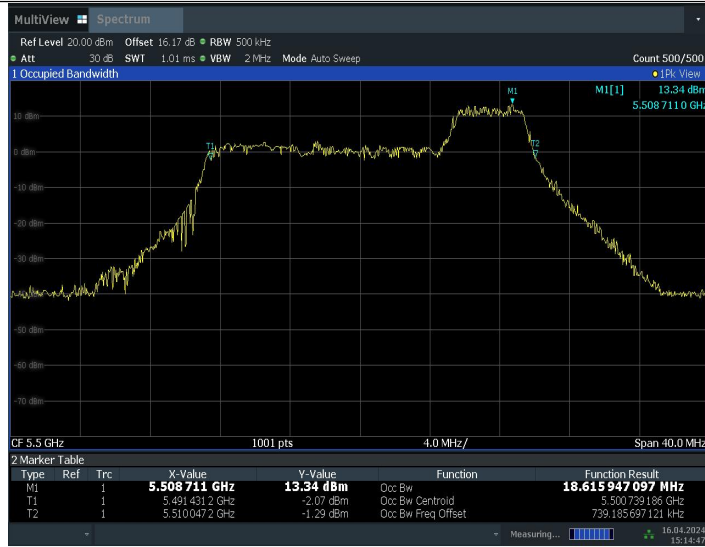 MultiView Spectrum
Ref Level 20.00 dBm Offset 16.17 dB RBW 500 kHz
Att 30 dB SWT 1.01 ms VBW 2 MHz Mode Auto Sweep Count 500/500
1 Occupied Bandwidth 1Pk View
M1 M1[1] 13.34 dBm
5.508 711 0 GHz
10 dBm
T1 T2
0 dBm
-10 dBm
-20 dBm
-30 dBm
-50 dBm
-60 dBm
-70 dBm
CF 5.5 GHz 1001 pts 4.0 MHz/ Span 40.0 MHz
2 Marker Table
Type Ref Trc X-Value Y-Value Function Function Result
M1 1 5.508 711 GHz 13.34 dBm Occ Bw 18.615 947 097 MHz
T1 1 5.491 431 2 GHz -2.07 dBm Occ Bw Centroid 5.500 739 186 GHz
T2 1 5.510 047 2 GHz -1.29 dBm Occ Bw Freq Offset 739.185 697 121 kHz
Measuring... 16.04.2024
15:14:47